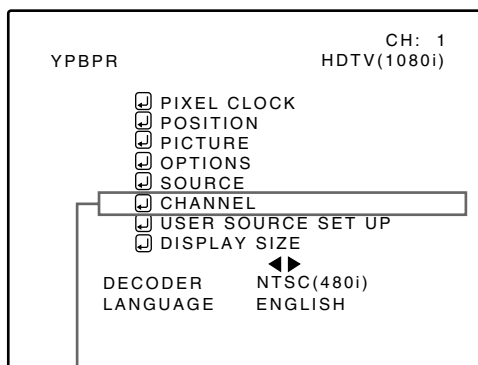 CH: 1
YPBPR HDTV(1080i)
PIXEL CLOCK
POSITION
PICTURE
OPTIONS
SOURCE
CHANNEL
USER SOURCE SET UP
DISPLAY SIZE
DECODER NTSC(480i)
LANGUAGE ENGLISH